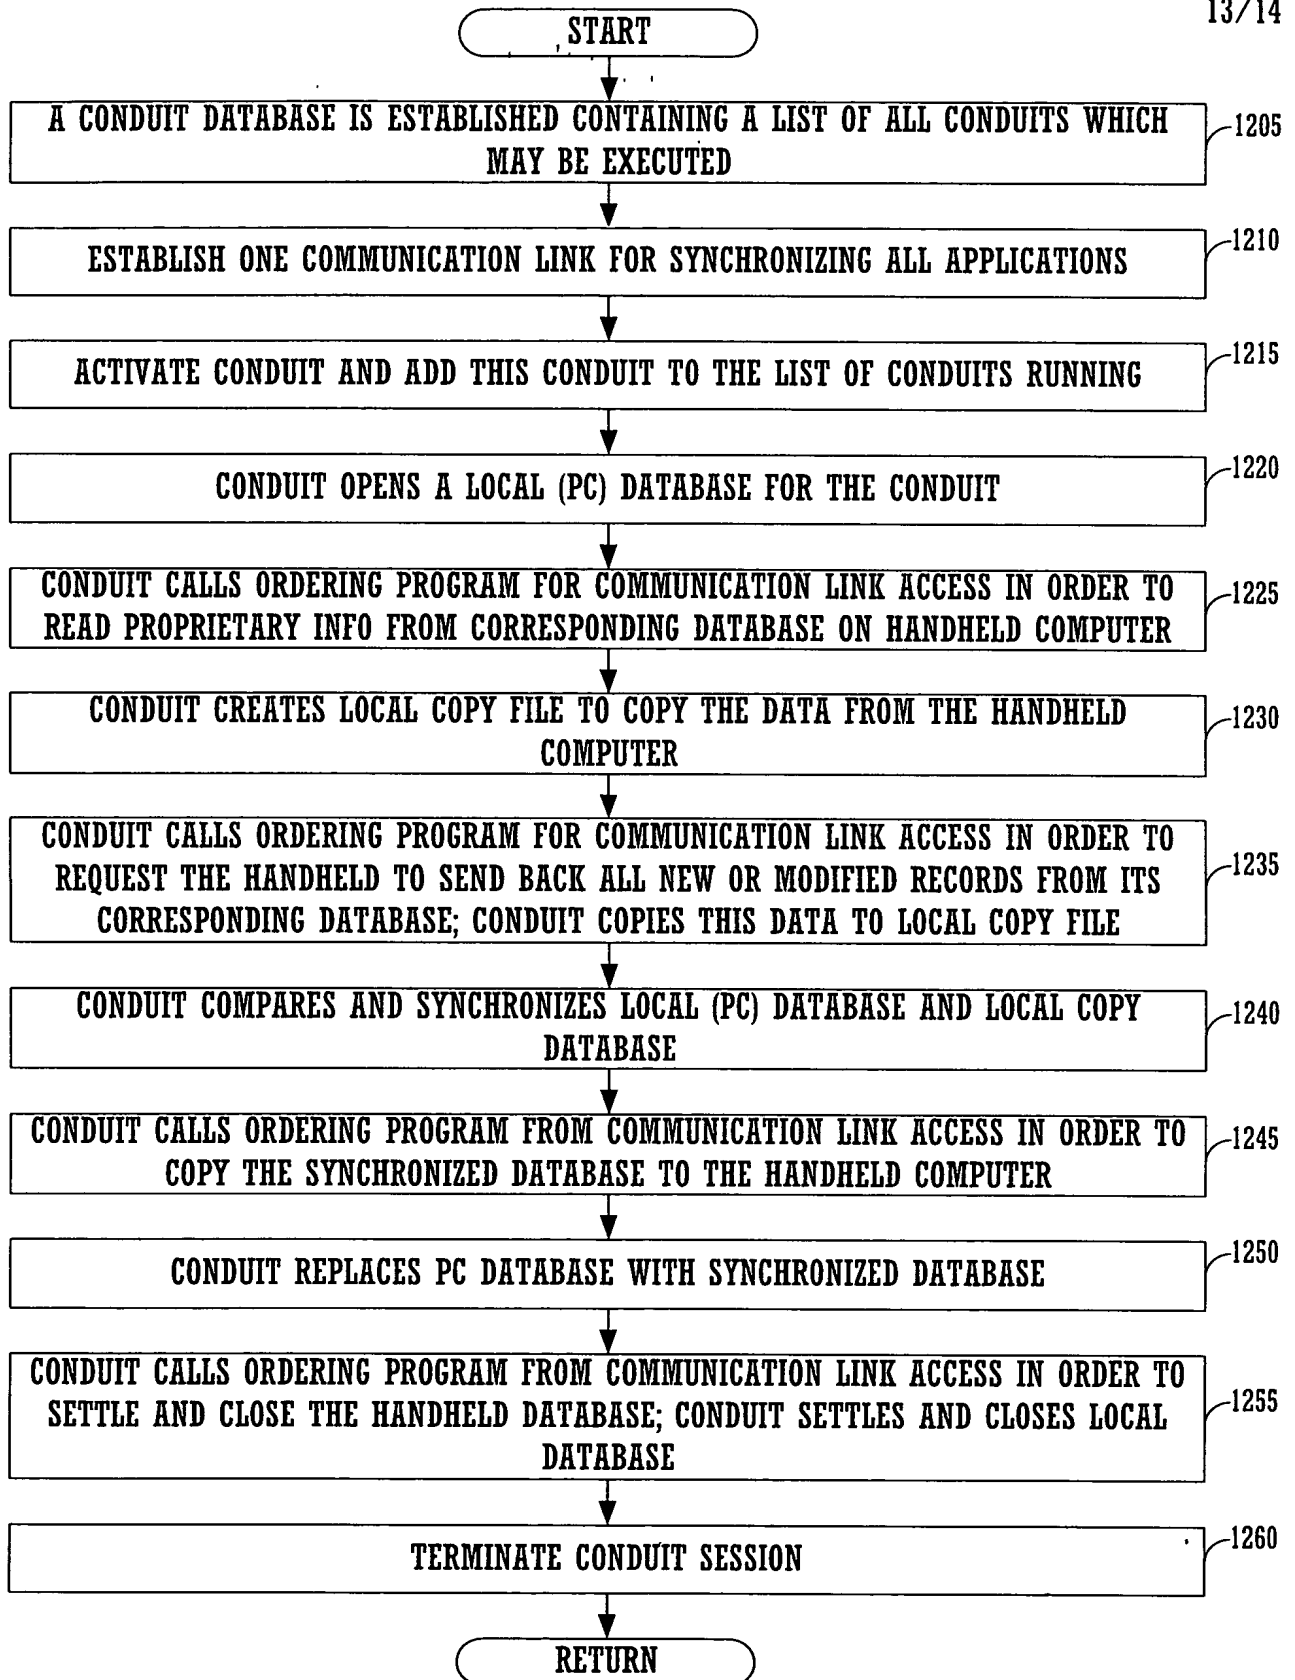 13/14
START
A CONDUIT DATABASE IS ESTABLISHED CONTAINING A LIST OF ALL CONDUITS WHICH
MAY BE EXECUTED
1205
ESTABLISH ONE COMMUNICATION LINK FOR SYNCHRONIZING ALL APPLICATIONS
1210
ACTIVATE CONDUIT AND ADD THIS CONDUIT TO THE LIST OF CONDUITS RUNNING
1215
CONDUIT OPENS A LOCAL (PC) DATABASE FOR THE CONDUIT
1220
CONDUIT CALLS ORDERING PROGRAM FOR COMMUNICATION LINK ACCESS IN ORDER TO
READ PROPRIETARY INFO FROM CORRESPONDING DATABASE ON HANDHELD COMPUTER
1225
CONDUIT CREATES LOCAL COPY FILE TO COPY THE DATA FROM THE HANDHELD
COMPUTER
1230
CONDUIT CALLS ORDERING PROGRAM FOR COMMUNICATION LINK ACCESS IN ORDER TO
REQUEST THE HANDHELD TO SEND BACK ALL NEW OR MODIFIED RECORDS FROM ITS
CORRESPONDING DATABASE; CONDUIT COPIES THIS DATA TO LOCAL COPY FILE
1235
CONDUIT COMPARES AND SYNCHRONIZES LOCAL (PC) DATABASE AND LOCAL COPY
DATABASE
1240
CONDUIT CALLS ORDERING PROGRAM FROM COMMUNICATION LINK ACCESS IN ORDER TO
COPY THE SYNCHRONIZED DATABASE TO THE HANDHELD COMPUTER
1245
CONDUIT REPLACES PC DATABASE WITH SYNCHRONIZED DATABASE
1250
CONDUIT CALLS ORDERING PROGRAM FROM COMMUNICATION LINK ACCESS IN ORDER TO
SETTLE AND CLOSE THE HANDHELD DATABASE; CONDUIT SETTLES AND CLOSES LOCAL
DATABASE
1255
TERMINATE CONDUIT SESSION
1260
RETURN